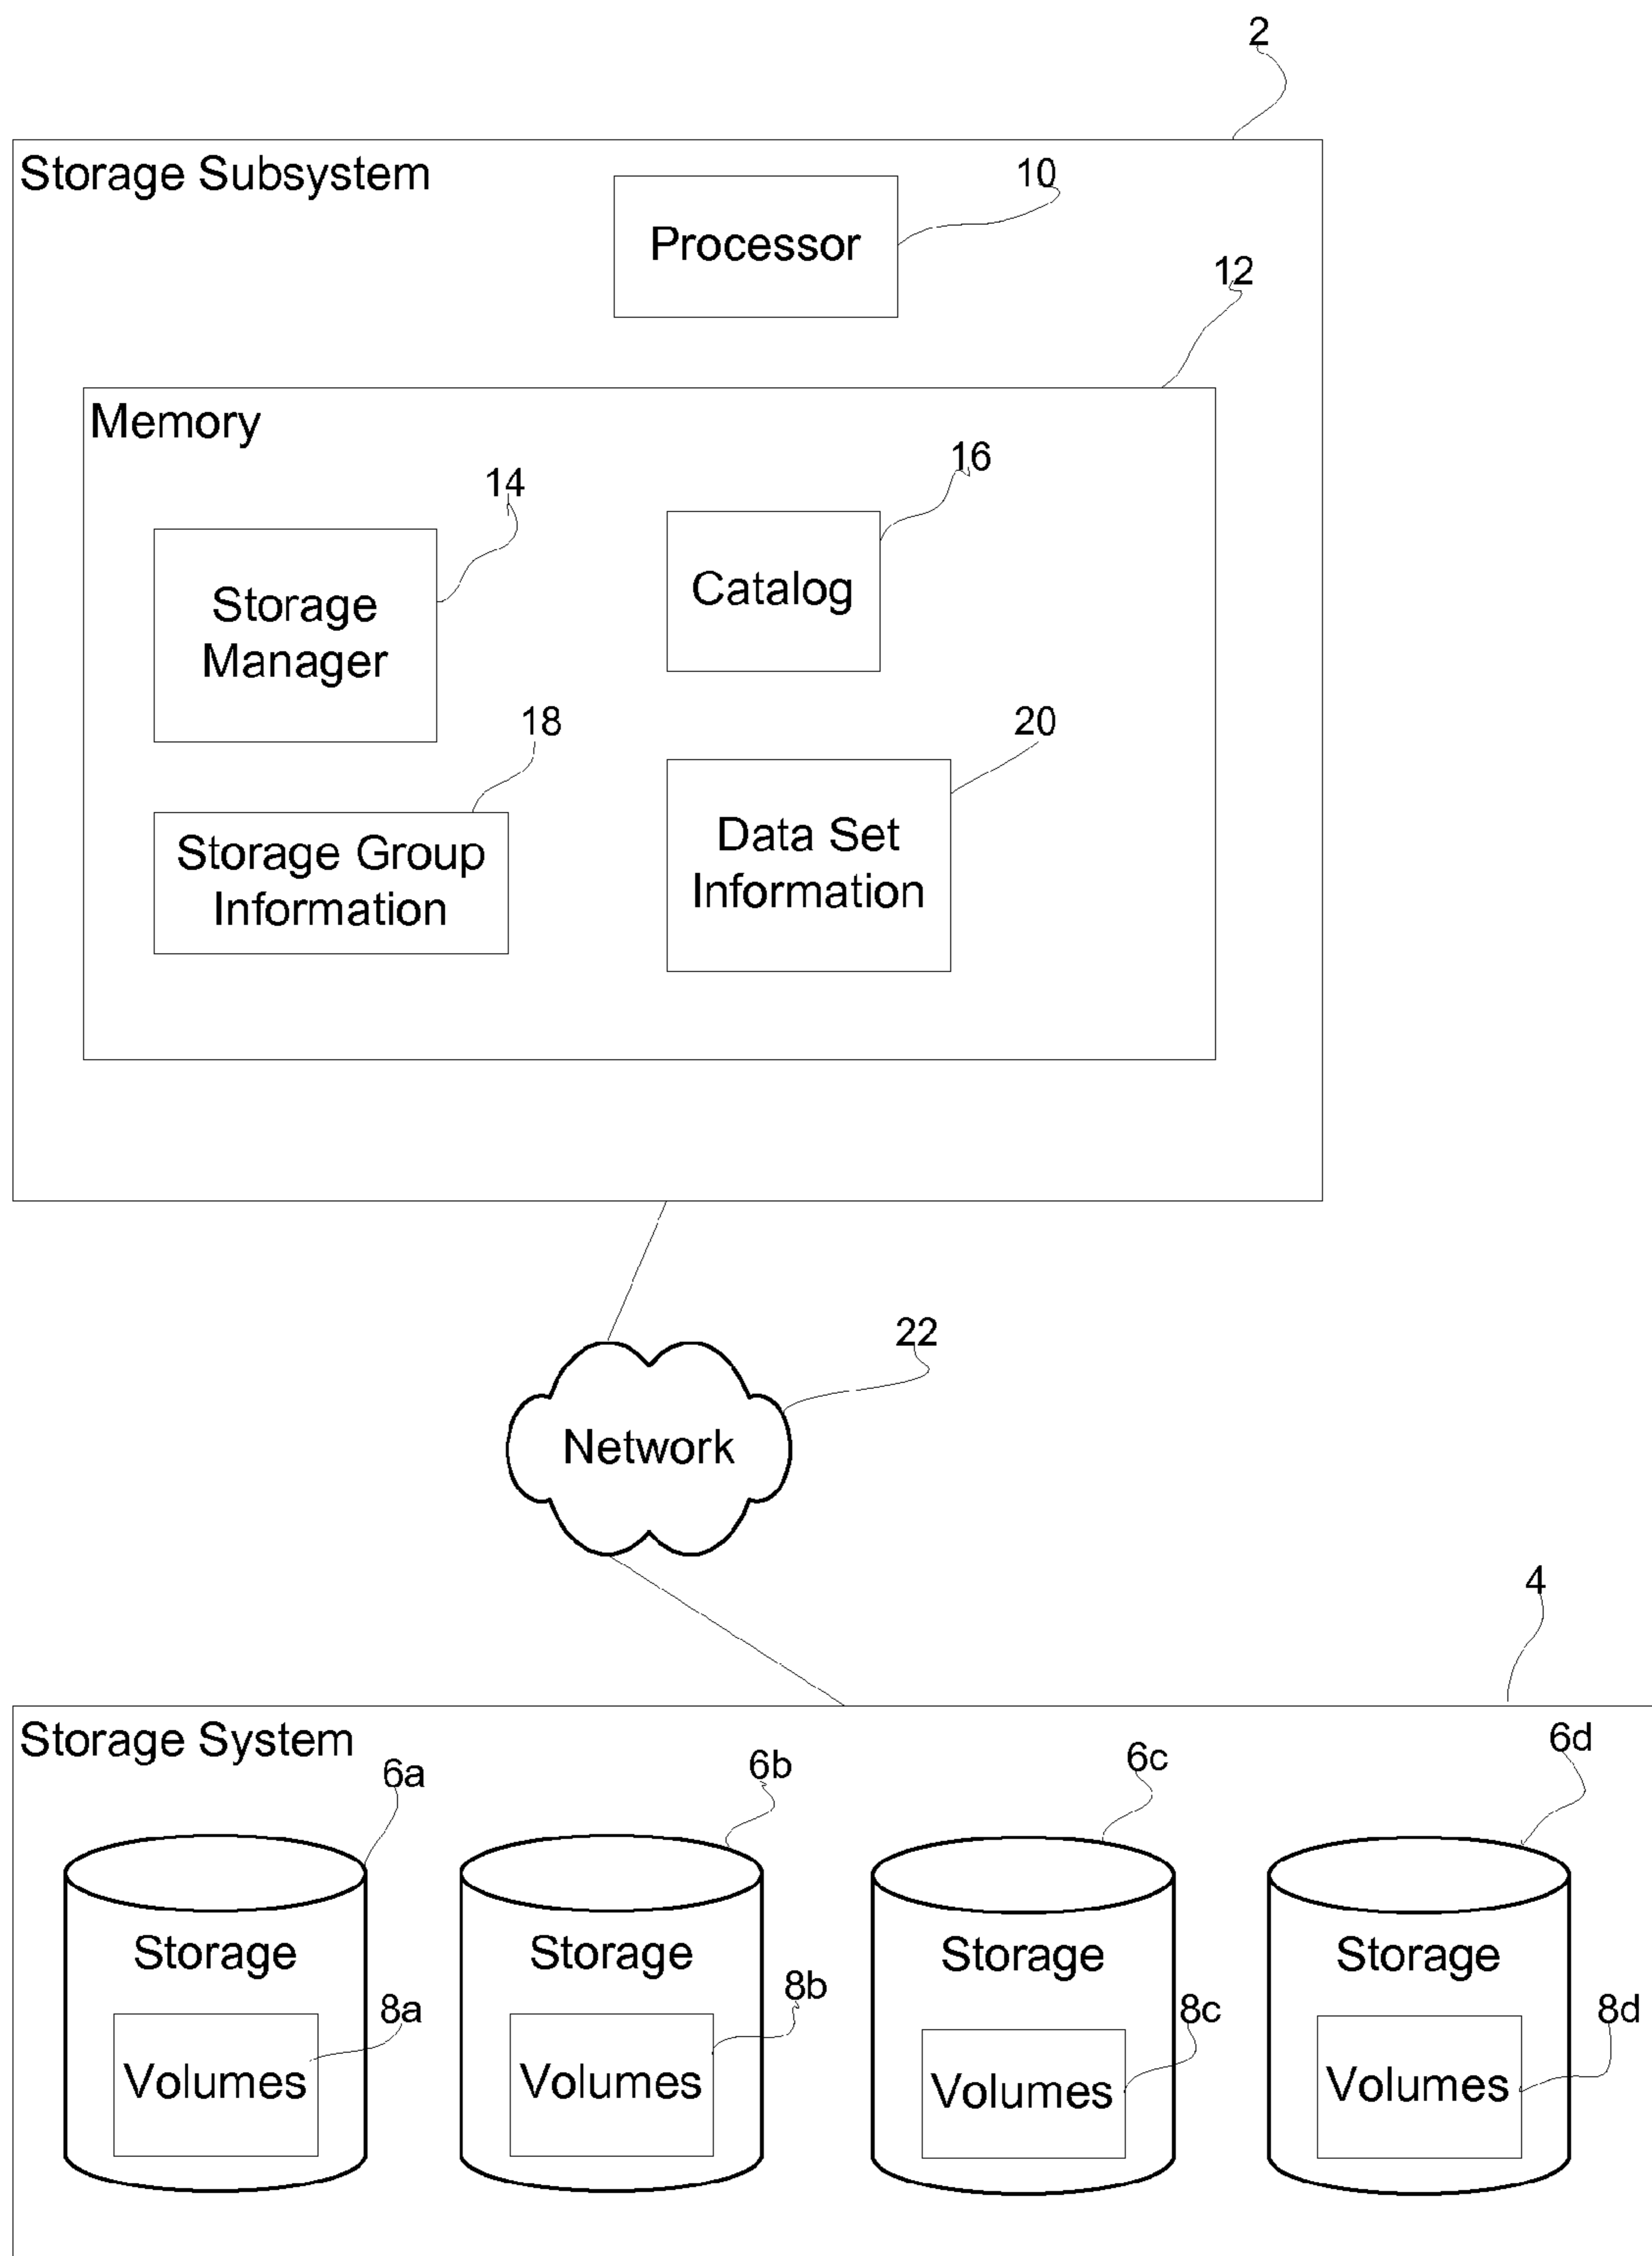 2
Storage Subsystem
10
Processor
12
Memory
14
16
Storage
Manager
Catalog
18
20
Storage Group
Information
Data Set
Information
22
Network
4
Storage System
6a
6b
6c
6d
Storage
Storage
Storage
Storage
8a
8b
8c
8d
Volumes
Volumes
Volumes
Volumes